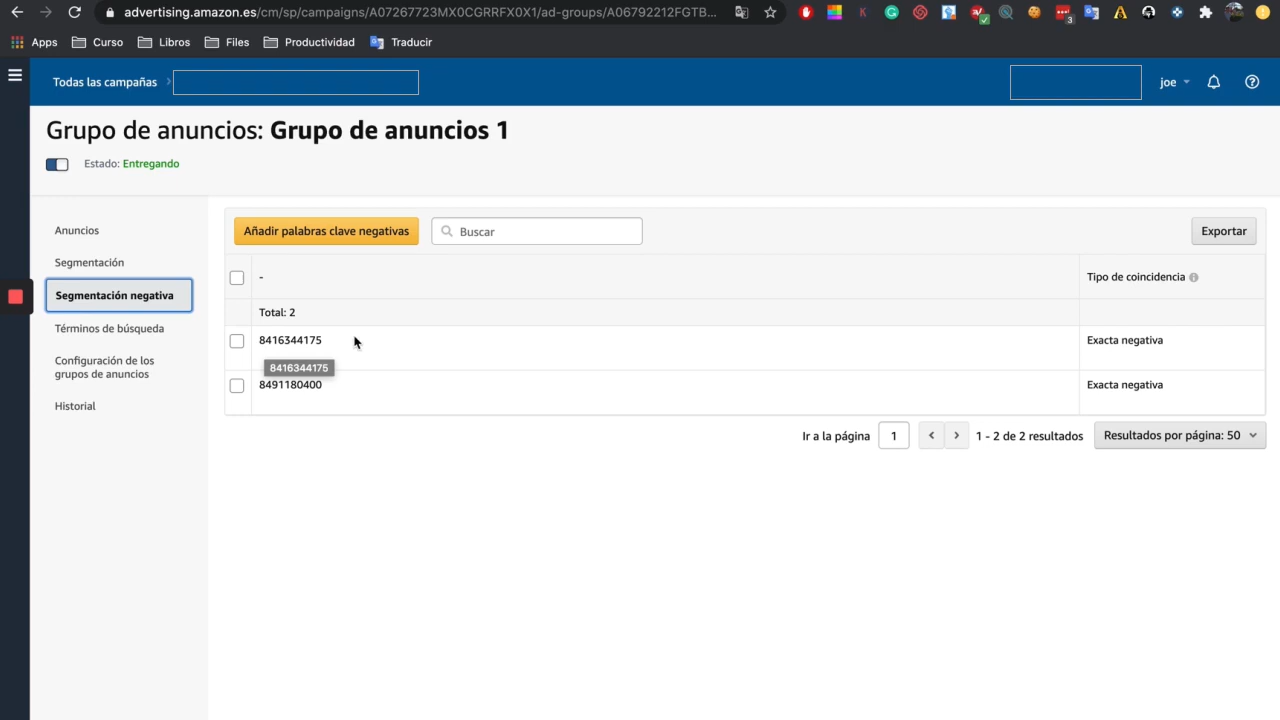 advertising.amazon.es/cm/sp/campaigns/A07267723MX0CGRRFX0X1/ad-groups/A06792212FGTB...
3
Apps Curso Libros Files Productividad Traducir
Todas las campañas
joe
Grupo de anuncios: Grupo de anuncios 1
Estado: Entregando
Anuncios
Segmentación
Segmentación negativa
Términos de búsqueda
Configuración de los
grupos de anuncios
Historial
Añadir palabras clave negativas Buscar Exportar
- Tipo de coincidencia
Total: 2
8416344175 Exacta negativa
8416344175
8491180400 Exacta negativa
Ir a la página 1 1 - 2 de 2 resultados Resultados por página: 50